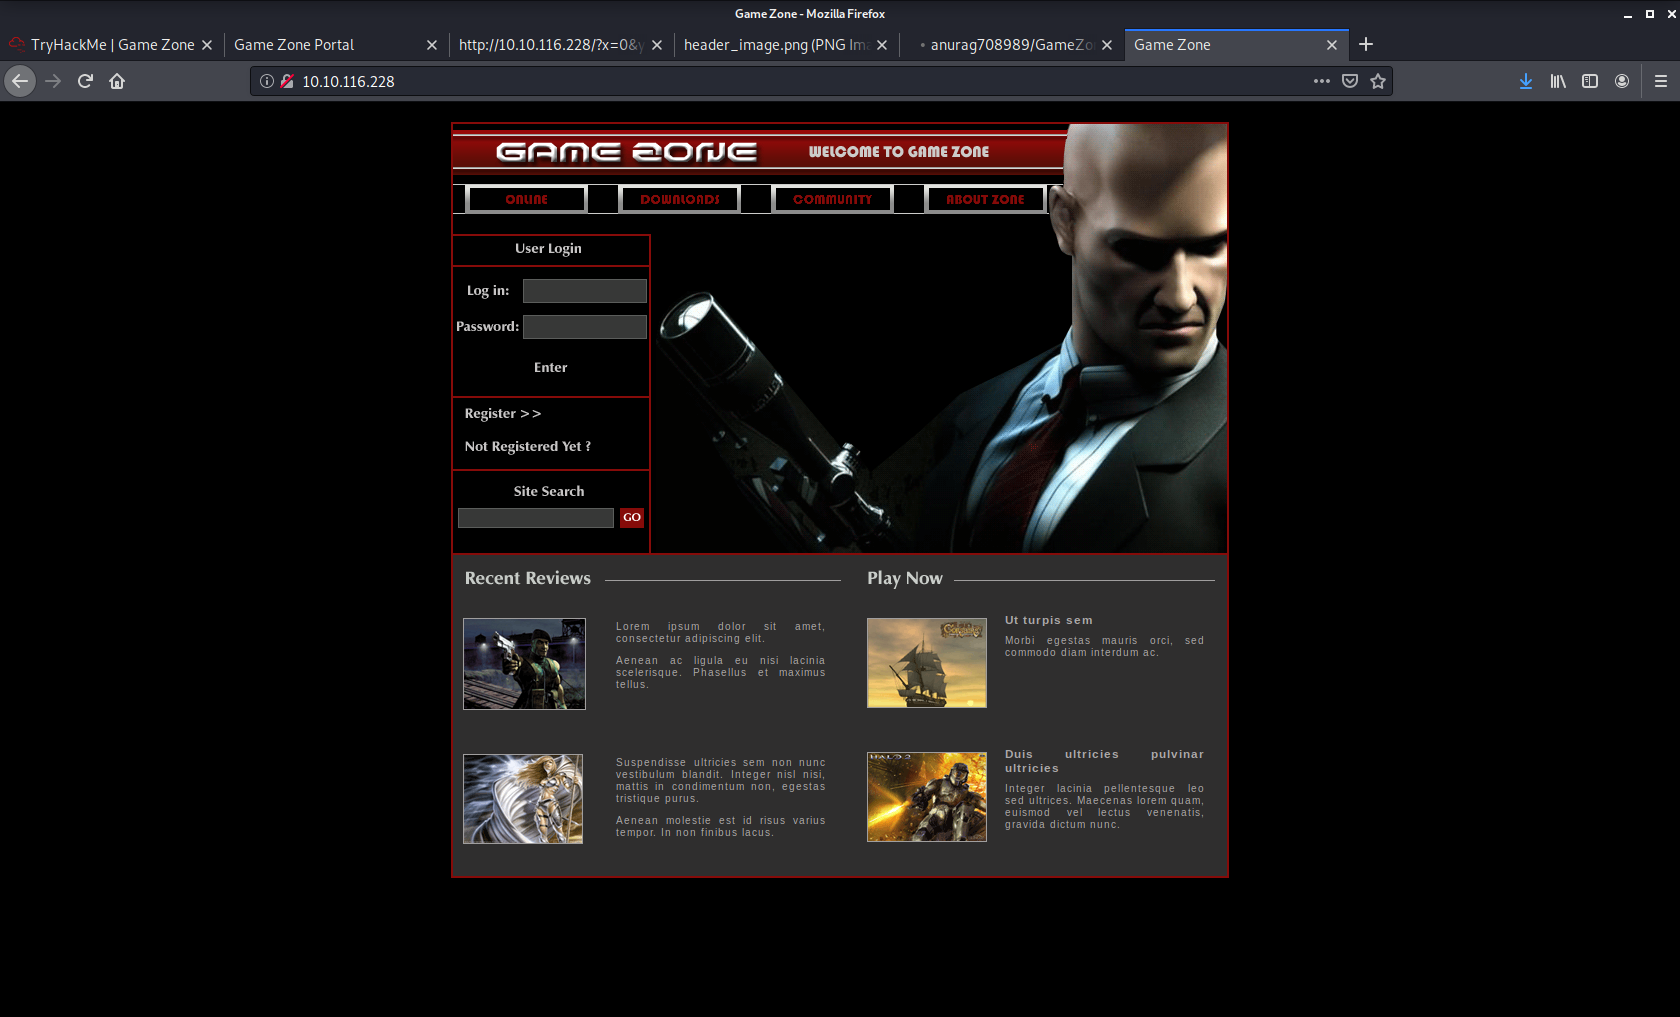 Game Zone - Mozilla Firefox
TryHackMe | Game Zone
Game Zone Portal
http://10.10.116.228/?x=0&y
header_image.png (PNG Im
anurag708989/GameZo
Game Zone
10.10.116.228
GAME ZONE
WELCOME TO GAME ZONE
ONLINE
DOWNLONDS
COMMUNITY
ABOUT ZONE
User Login
Log in:
Password:
Enter
Register >>
Not Registered Yet ?
Site Search
GO
Recent Reviews
Lorem ipsum dolor sit amet,
consectetur adipiscing elit.
Aenean ac ligula eu nisi lacinia
scelerisque. Phasellus et maximus
tellus.
Suspendisse ultricies sem non nunc
vestibulum blandit. Integer nisl nisi,
mattis in condimentum non, egestas
tristique purus.
Aenean molestie est id risus varius
tempor. In non finibus lacus.
Play Now
Ut turpis sem
Morbi egestas mauris orci, sed
commodo diam interdum ac.
HALO 2
Duis ultricies pulvinar
ultricies
Integer lacinia pellentesque leo
sed ultrices. Maecenas lorem quam,
euismod vel lectus venenatis,
gravida dictum nunc.